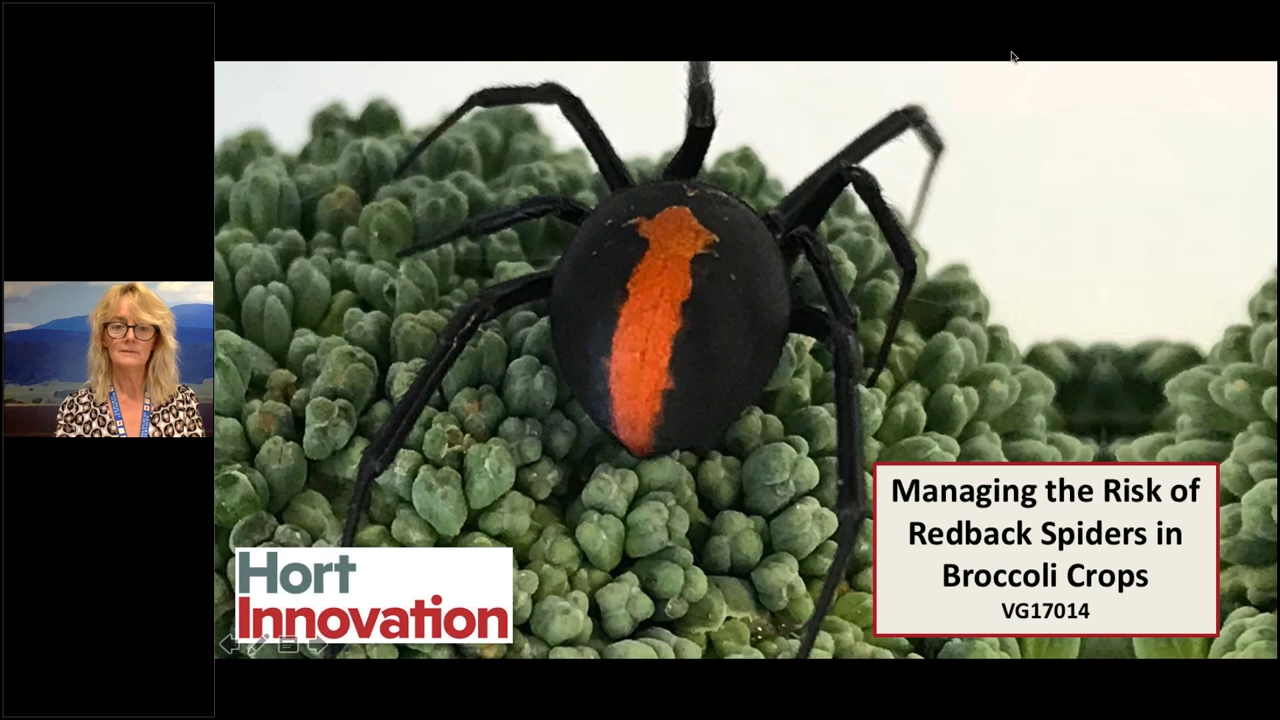 Managing the Risk of
Redback Spiders in
Broccoli Crops
VG17014
Hort
Innovation